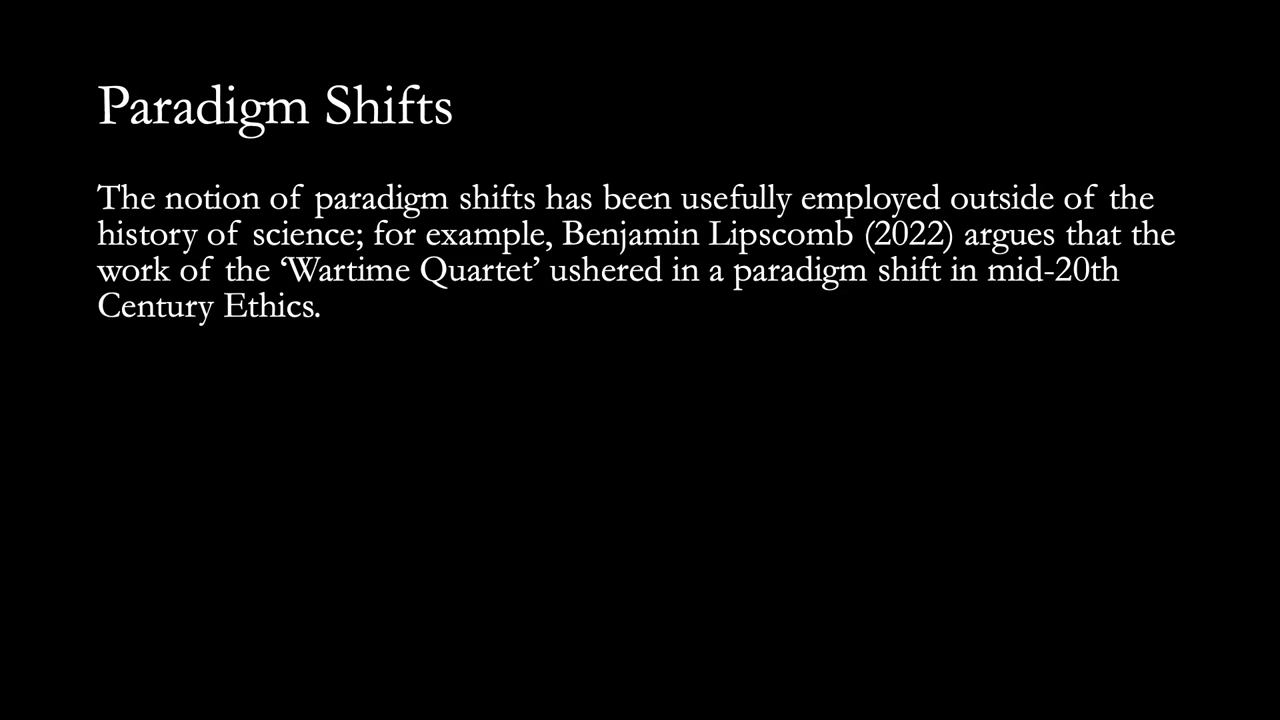 Paradigm Shifts
The notion of paradigm shifts has been usefully employed outside of the
history of science; for example, Benjamin Lipscomb (2022) argues that the
work of the ‘Wartime Quartet’ ushered in a paradigm shift in mid-20th
Century Ethics.